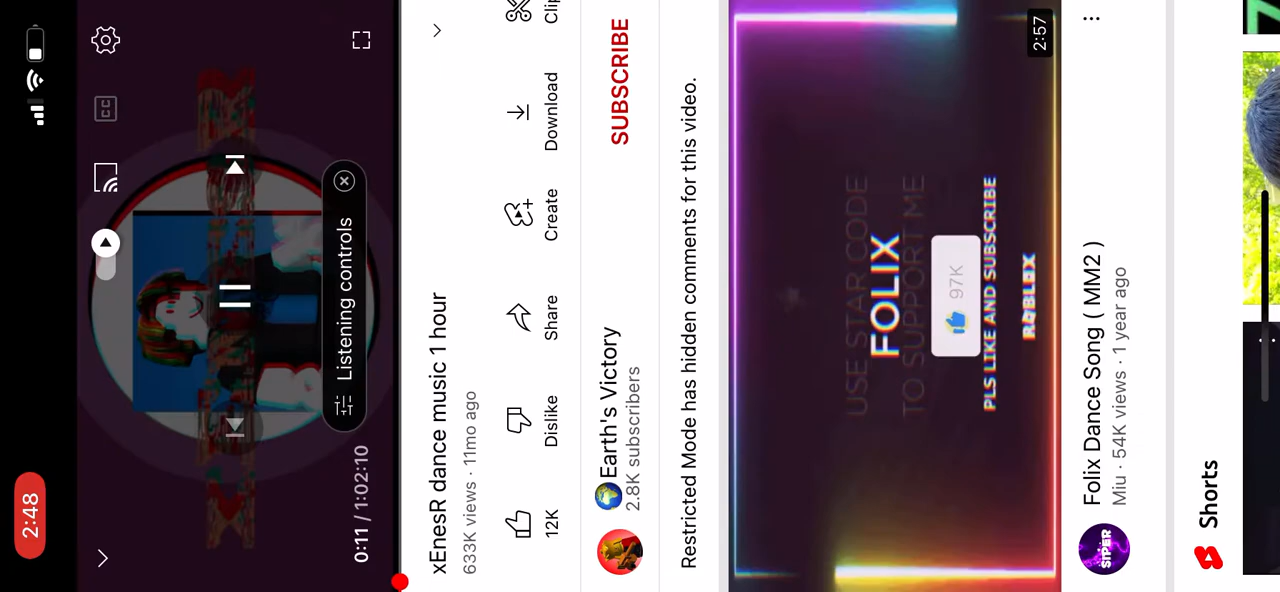 2:48
CC
Listening controls
0:11 / 1:02:10
xEnesR dance music 1 hour
633K views · 11mo ago
12K
Dislike
Share
Create
Download
Clip
Earth's Victory
2.8K subscribers
SUBSCRIBE
Restricted Mode has hidden comments for this video.
USE STAR CODE
FOLIX
TO SUPPORT ME
97K
PLS LIKE AND SUBSCRIBE
ROBLOX
2:57
SIPER
Folix Dance Song ( MM2 )
Miu · 54K views · 1 year ago
Shorts